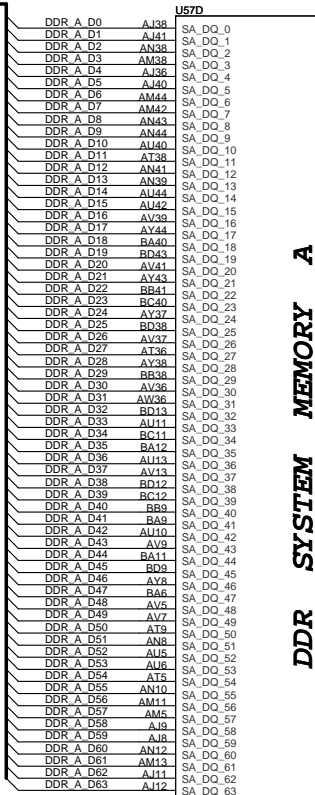 U57D
DDR_A_D0 AJ38 SA_DQ_0
DDR_A_D1 AJ41 SA_DQ_1
DDR_A_D2 AN38 SA_DQ_2
DDR_A_D3 AM38 SA_DQ_3
DDR_A_D4 AJ36 SA_DQ_4
DDR_A_D5 AJ40 SA_DQ_5
DDR_A_D6 AM44 SA_DQ_6
DDR_A_D7 AM42 SA_DQ_7
DDR_A_D8 AN43 SA_DQ_8
DDR_A_D9 AN44 SA_DQ_9
DDR_A_D10 AU40 SA_DQ_10
DDR_A_D11 AT38 SA_DQ_11
DDR_A_D12 AN41 SA_DQ_12
DDR_A_D13 AN39 SA_DQ_13
DDR_A_D14 AU44 SA_DQ_14
DDR_A_D15 AU42 SA_DQ_15
DDR_A_D16 AV39 SA_DQ_16
DDR_A_D17 AY44 SA_DQ_17
DDR_A_D18 BA40 SA_DQ_18
DDR_A_D19 BD43 SA_DQ_19
DDR_A_D20 AV41 SA_DQ_20
DDR_A_D21 AY43 SA_DQ_21
DDR_A_D22 BB41 SA_DQ_22
DDR_A_D23 BC40 SA_DQ_23
DDR_A_D24 AY37 SA_DQ_24
DDR_A_D25 BD38 SA_DQ_25
DDR_A_D26 AV37 SA_DQ_26
DDR_A_D27 AT36 SA_DQ_27
DDR_A_D28 AY38 SA_DQ_28
DDR_A_D29 BB38 SA_DQ_29
DDR_A_D30 AV36 SA_DQ_30
DDR_A_D31 AW36 SA_DQ_31
DDR_A_D32 BD13 SA_DQ_32
DDR_A_D33 AU11 SA_DQ_33
DDR_A_D34 BC11 SA_DQ_34
DDR_A_D35 BA12 SA_DQ_35
DDR_A_D36 AU13 SA_DQ_36
DDR_A_D37 AV13 SA_DQ_37
DDR_A_D38 BD12 SA_DQ_38
DDR_A_D39 BC12 SA_DQ_39
DDR_A_D40 BB9 SA_DQ_40
DDR_A_D41 BA9 SA_DQ_41
DDR_A_D42 AU10 SA_DQ_42
DDR_A_D43 AV9 SA_DQ_43
DDR_A_D44 BA11 SA_DQ_44
DDR_A_D45 BD9 SA_DQ_45
DDR_A_D46 AY8 SA_DQ_46
DDR_A_D47 BA6 SA_DQ_47
DDR_A_D48 AV5 SA_DQ_48
DDR_A_D49 AV7 SA_DQ_49
DDR_A_D50 AT9 SA_DQ_50
DDR_A_D51 AN8 SA_DQ_51
DDR_A_D52 AU5 SA_DQ_52
DDR_A_D53 AU6 SA_DQ_53
DDR_A_D54 AT5 SA_DQ_54
DDR_A_D55 AN10 SA_DQ_55
DDR_A_D56 AM11 SA_DQ_56
DDR_A_D57 AM5 SA_DQ_57
DDR_A_D58 AJ9 SA_DQ_58
DDR_A_D59 AJ8 SA_DQ_59
DDR_A_D60 AN12 SA_DQ_60
DDR_A_D61 AM13 SA_DQ_61
DDR_A_D62 AJ11 SA_DQ_62
DDR_A_D63 AJ12 SA_DQ_63
DDR SYSTEM MEMORY A